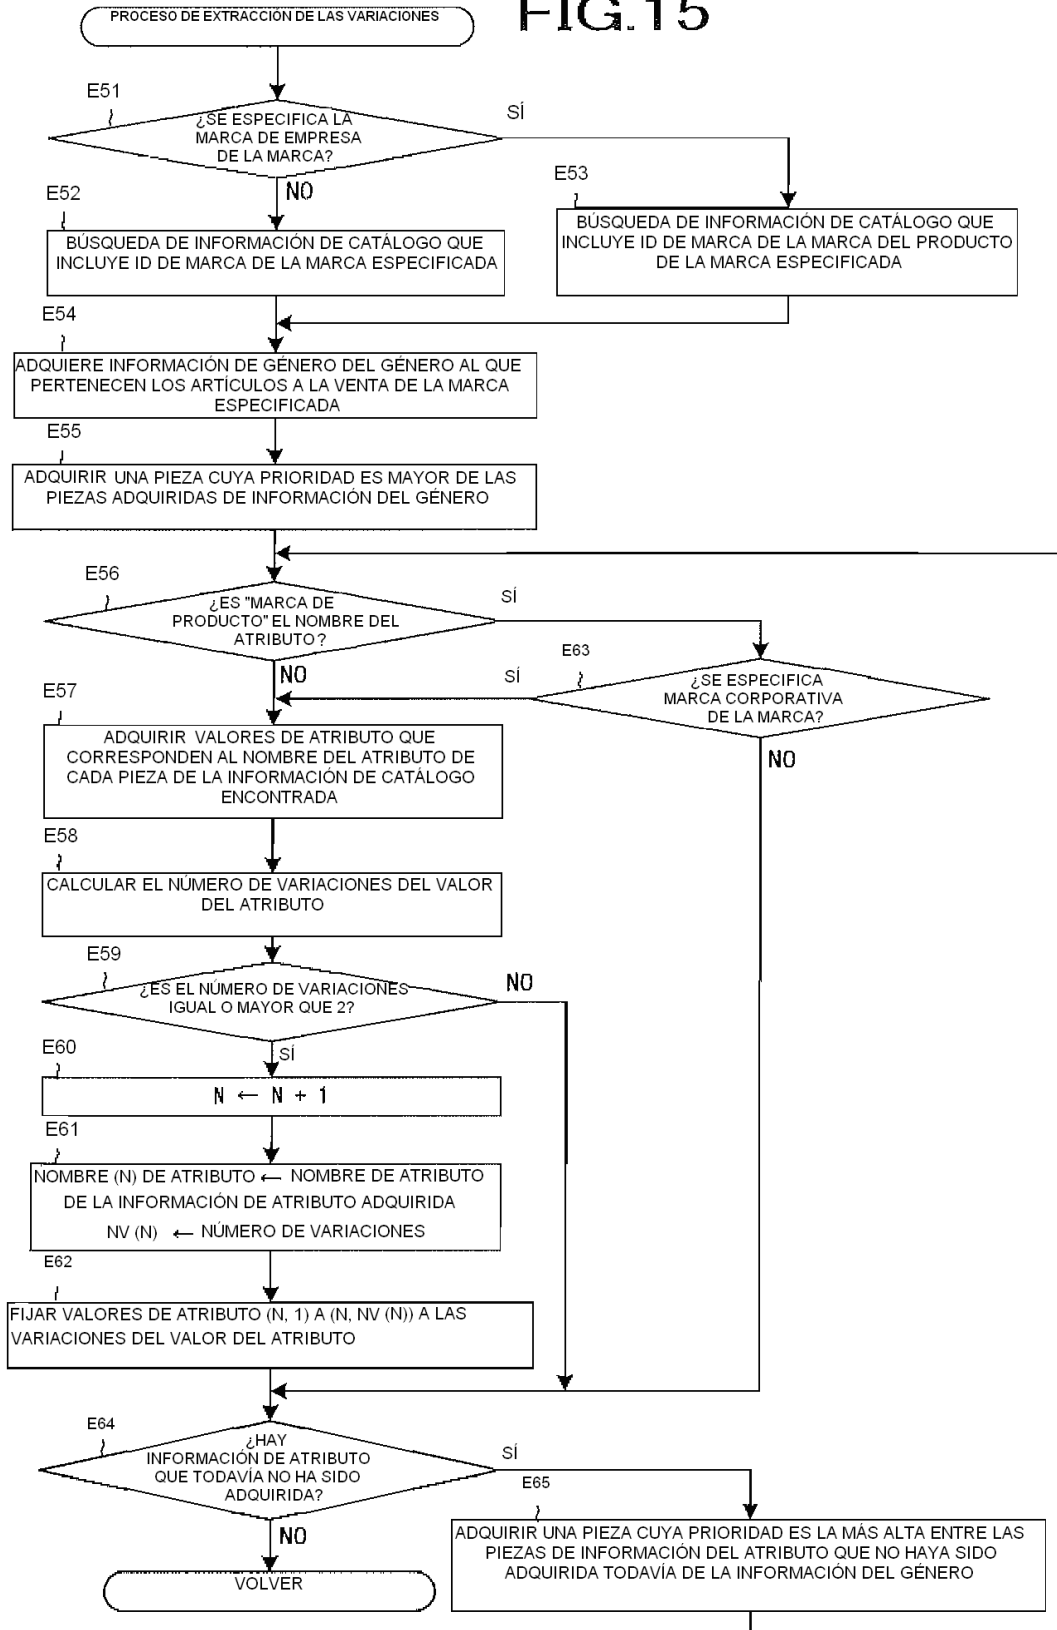 FIG.15
PROCESO DE EXTRACCIÓN DE LAS VARIACIONES
E51
¿SE ESPECIFICA LA
MARCA DE EMPRESA
DE LA MARCA?
SÍ
NO
E52
BÚSQUEDA DE INFORMACIÓN DE CATÁLOGO QUE
INCLUYE ID DE MARCA DE LA MARCA ESPECIFICADA
E53
BÚSQUEDA DE INFORMACIÓN DE CATÁLOGO QUE
INCLUYE ID DE MARCA DE LA MARCA DEL PRODUCTO
DE LA MARCA ESPECIFICADA
E54
ADQUIERE INFORMACIÓN DE GÉNERO DEL GÉNERO AL QUE
PERTENECEN LOS ARTÍCULOS A LA VENTA DE LA MARCA
ESPECIFICADA
E55
ADQUIRIR UNA PIEZA CUYA PRIORIDAD ES MAYOR DE LAS
PIEZAS ADQUIRIDAS DE INFORMACIÓN DEL GÉNERO
E56
¿ES "MARCA DE
PRODUCTO" EL NOMBRE DEL
ATRIBUTO?
SÍ
NO
E63
¿SE ESPECIFICA
MARCA CORPORATIVA
DE LA MARCA?
SÍ
NO
E57
ADQUIRIR VALORES DE ATRIBUTO QUE
CORRESPONDEN AL NOMBRE DEL ATRIBUTO DE
CADA PIEZA DE LA INFORMACIÓN DE CATÁLOGO
ENCONTRADA
E58
CALCULAR EL NÚMERO DE VARIACIONES DEL VALOR
DEL ATRIBUTO
E59
¿ES EL NÚMERO DE VARIACIONES
IGUAL O MAYOR QUE 2?
NO
SÍ
E60
N ← N + 1
E61
NOMBRE (N) DE ATRIBUTO ← NOMBRE DE ATRIBUTO
DE LA INFORMACIÓN DE ATRIBUTO ADQUIRIDA
NV (N) ← NÚMERO DE VARIACIONES
E62
FIJAR VALORES DE ATRIBUTO (N, 1) A (N, NV (N)) A LAS
VARIACIONES DEL VALOR DEL ATRIBUTO
E64
¿HAY
INFORMACIÓN DE ATRIBUTO
QUE TODAVÍA NO HA SIDO
ADQUIRIDA?
SÍ
NO
E65
ADQUIRIR UNA PIEZA CUYA PRIORIDAD ES LA MÁS ALTA ENTRE LAS
PIEZAS DE INFORMACIÓN DEL ATRIBUTO QUE NO HAYA SIDO
ADQUIRIDA TODAVÍA DE LA INFORMACIÓN DEL GÉNERO
VOLVER